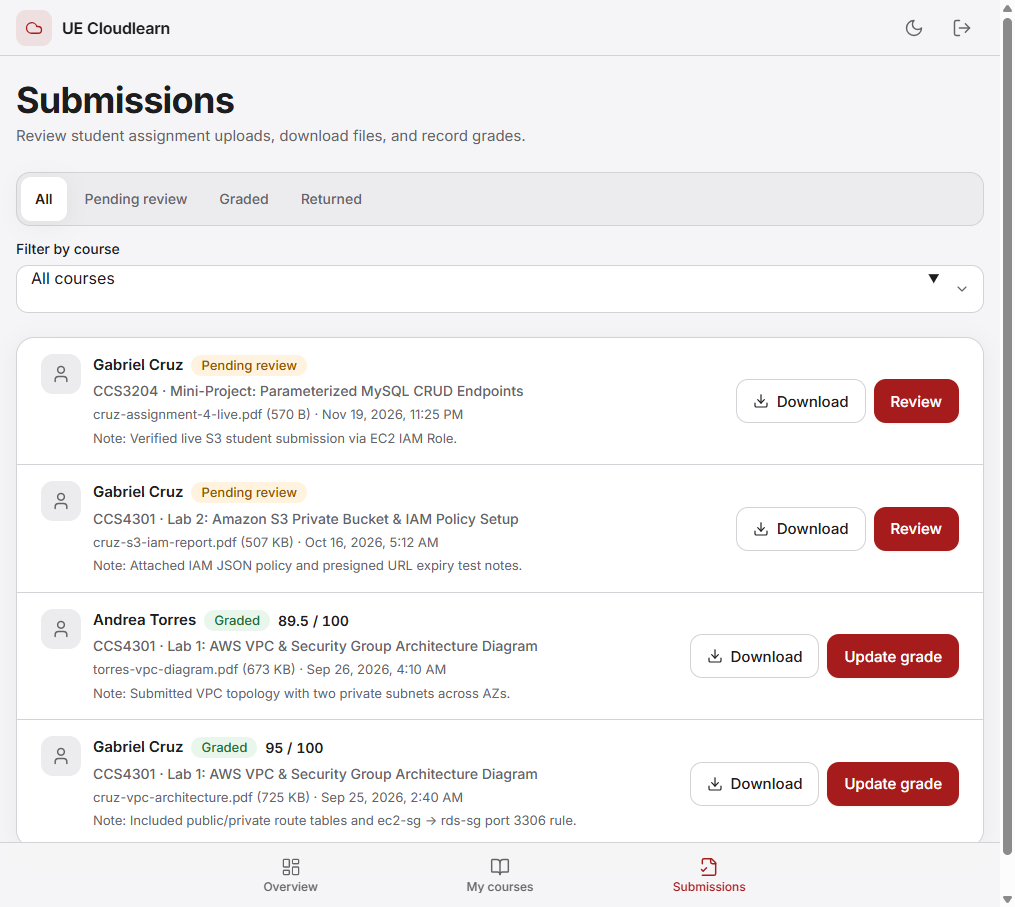 UE Cloudlearn
Submissions
Review student assignment uploads, download files, and record grades.
All Pending review Graded Returned
Filter by course
All courses
Gabriel Cruz Pending review
CCS3204 · Mini-Project: Parameterized MySQL CRUD Endpoints
cruz-assignment-4-live.pdf (570 B) · Nov 19, 2026, 11:25 PM
Note: Verified live S3 student submission via EC2 IAM Role.
Download Review
Gabriel Cruz Pending review
CCS4301 · Lab 2: Amazon S3 Private Bucket & IAM Policy Setup
cruz-s3-iam-report.pdf (507 KB) · Oct 16, 2026, 5:12 AM
Note: Attached IAM JSON policy and presigned URL expiry test notes.
Download Review
Andrea Torres Graded 89.5 / 100
CCS4301 · Lab 1: AWS VPC & Security Group Architecture Diagram
torres-vpc-diagram.pdf (673 KB) · Sep 26, 2026, 4:10 AM
Note: Submitted VPC topology with two private subnets across AZs.
Download Update grade
Gabriel Cruz Graded 95 / 100
CCS4301 · Lab 1: AWS VPC & Security Group Architecture Diagram
cruz-vpc-architecture.pdf (725 KB) · Sep 25, 2026, 2:40 AM
Note: Included public/private route tables and ec2-sg → rds-sg port 3306 rule.
Download Update grade
Overview My courses Submissions